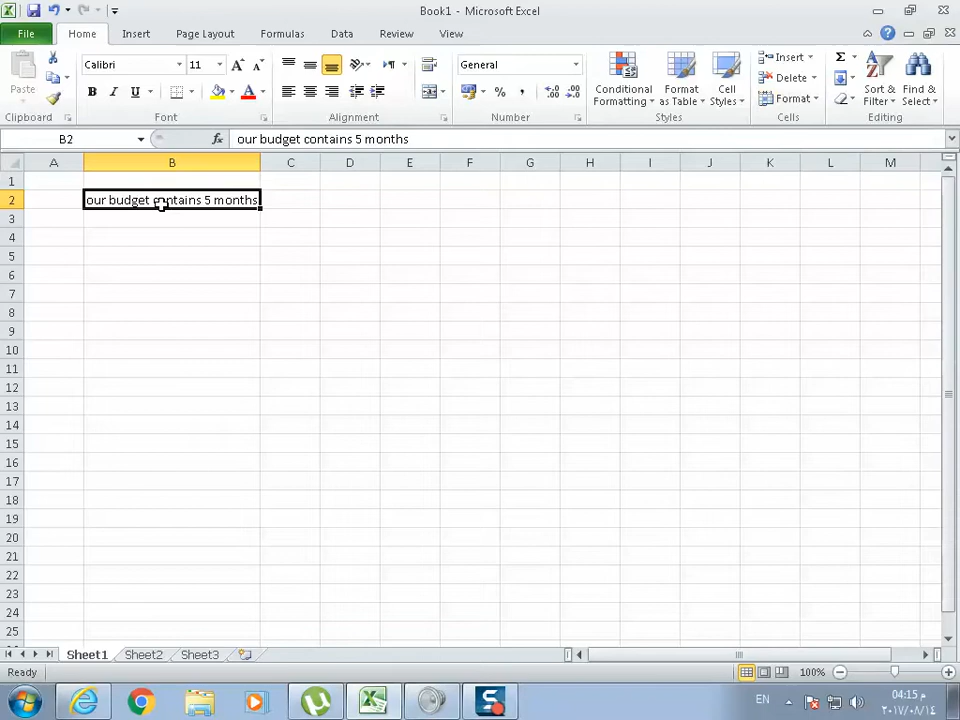 Book1 - Microsoft Excel
File Home Insert Page Layout Formulas Data Review View
Paste
Clipboard
Calibri 11
B I U
Font
Alignment
General
% ,
Number
Conditional Formatting
Format as Table
Cell Styles
Styles
Insert
Delete
Format
Cells
Σ
Sort & Filter
Find & Select
Editing
B2 fx our budget contains 5 months
A B C D E F G H I J K L M
1
2 our budget contains 5 months
3
4
5
6
7
8
9
10
11
12
13
14
15
16
17
18
19
20
21
22
23
24
25
Sheet1 Sheet2 Sheet3
Ready 100%
EN
04:15 م
٢٠١٧/٠٨/١٤